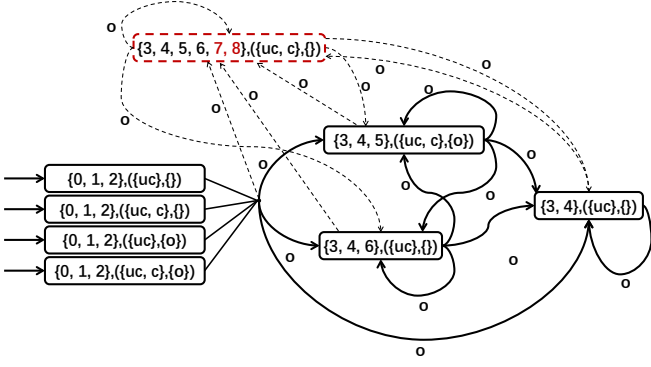 o
{3, 4, 5, 6, 7, 8},({uc, c},{})
o
o
o
o
o
o
o
o
{3, 4, 5},({uc, c},{o})
o
o
{0, 1, 2},({uc},{})
o
o
{0, 1, 2},({uc, c},{})
{3, 4},({uc},{})
{0, 1, 2},({uc},{o})
{3, 4, 6},({uc},{})
o
o
{0, 1, 2},({uc, c},{o})
o
o
o